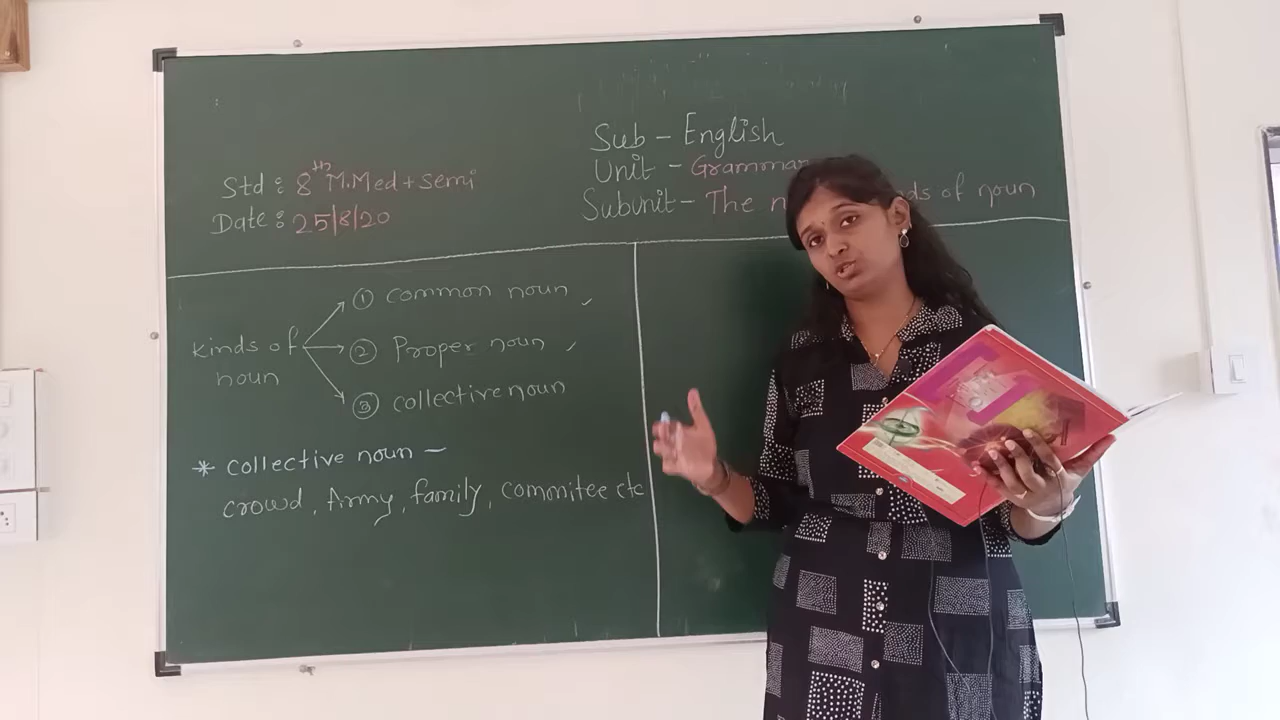 Sub - English
Unit - Grammar
Subunit - The n ds of noun
Std : 8th M.Med + semi
Date : 25/8/20
Kinds of noun
① common noun
② Proper noun
③ collective noun
* collective noun -
crowd, Army, family, commitee etc